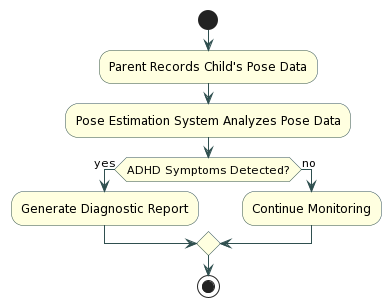 Parent Records Child's Pose Data
Pose Estimation System Analyzes Pose Data
yes
ADHD Symptoms Detected?
no
Generate Diagnostic Report
Continue Monitoring